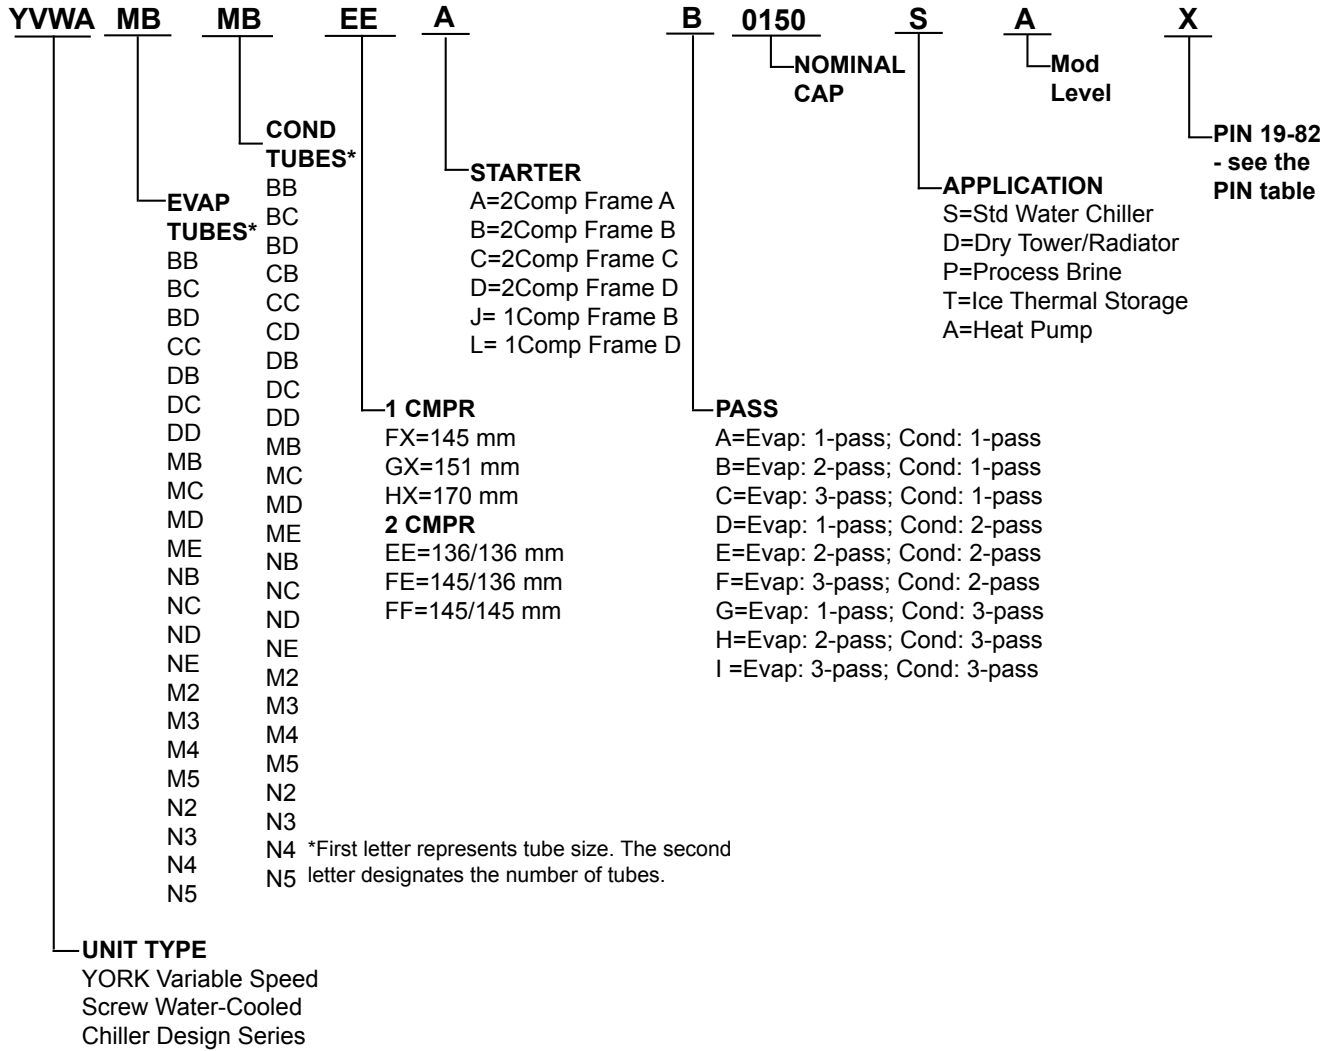 YVWA MB MB EE A B 0150 S A X
NOMINAL
CAP
Mod
Level
PIN 19-82
- see the
PIN table
COND
TUBES*
BB
BC
BD
CB
CC
CD
DB
DC
DD
MB
MC
MD
ME
NB
NC
ND
NE
M2
M3
M4
M5
N2
N3
N4
N5
EVAP
TUBES*
BB
BC
BD
CC
DB
DC
DD
MB
MC
MD
ME
NB
NC
ND
NE
M2
M3
M4
M5
N2
N3
N4
N5
STARTER
A=2Comp Frame A
B=2Comp Frame B
C=2Comp Frame C
D=2Comp Frame D
J= 1Comp Frame B
L= 1Comp Frame D
APPLICATION
S=Std Water Chiller
D=Dry Tower/Radiator
P=Process Brine
T=Ice Thermal Storage
A=Heat Pump
1 CMPR
FX=145 mm
GX=151 mm
HX=170 mm
2 CMPR
EE=136/136 mm
FE=145/136 mm
FF=145/145 mm
PASS
A=Evap: 1-pass; Cond: 1-pass
B=Evap: 2-pass; Cond: 1-pass
C=Evap: 3-pass; Cond: 1-pass
D=Evap: 1-pass; Cond: 2-pass
E=Evap: 2-pass; Cond: 2-pass
F=Evap: 3-pass; Cond: 2-pass
G=Evap: 1-pass; Cond: 3-pass
H=Evap: 2-pass; Cond: 3-pass
I =Evap: 3-pass; Cond: 3-pass
*First letter represents tube size. The second
letter designates the number of tubes.
UNIT TYPE
YORK Variable Speed
Screw Water-Cooled
Chiller Design Series